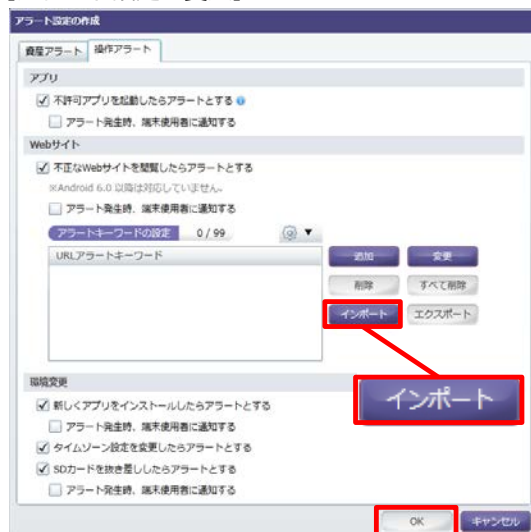 アラート設定の作成
資産アラート 操作アラート
アプリ
不許可アプリを起動したらアラートとする
アラート発生時、端末使用者に通知する
Webサイト
不正なWebサイトを閲覧したらアラートとする
※Android 6.0 以降は対応していません。
アラート発生時、端末使用者に通知する
アラートキーワードの設定 0 / 99
URLアラートキーワード
追加 変更
削除 すべて削除
インポート エクスポート
インポート
環境変更
新しくアプリをインストールしたらアラートとする
アラート発生時、端末使用者に通知する
タイムゾーン設定を変更したらアラートとする
SDカードを抜き差ししたらアラートとする
アラート発生時、端末使用者に通知する
OK キャンセル